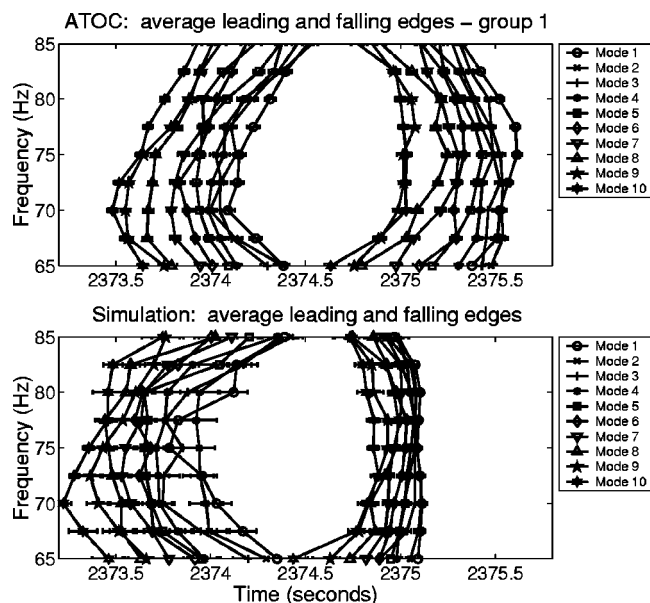 ATOC: average leading and falling edges – group 1
85
80
75
70
65
Frequency (Hz)
2373.5 2374 2374.5 2375 2375.5
Mode 1
Mode 2
Mode 3
Mode 4
Mode 5
Mode 6
Mode 7
Mode 8
Mode 9
Mode 10
Simulation: average leading and falling edges
85
80
75
70
65
Frequency (Hz)
2373.5 2374 2374.5 2375 2375.5
Time (seconds)
Mode 1
Mode 2
Mode 3
Mode 4
Mode 5
Mode 6
Mode 7
Mode 8
Mode 9
Mode 10